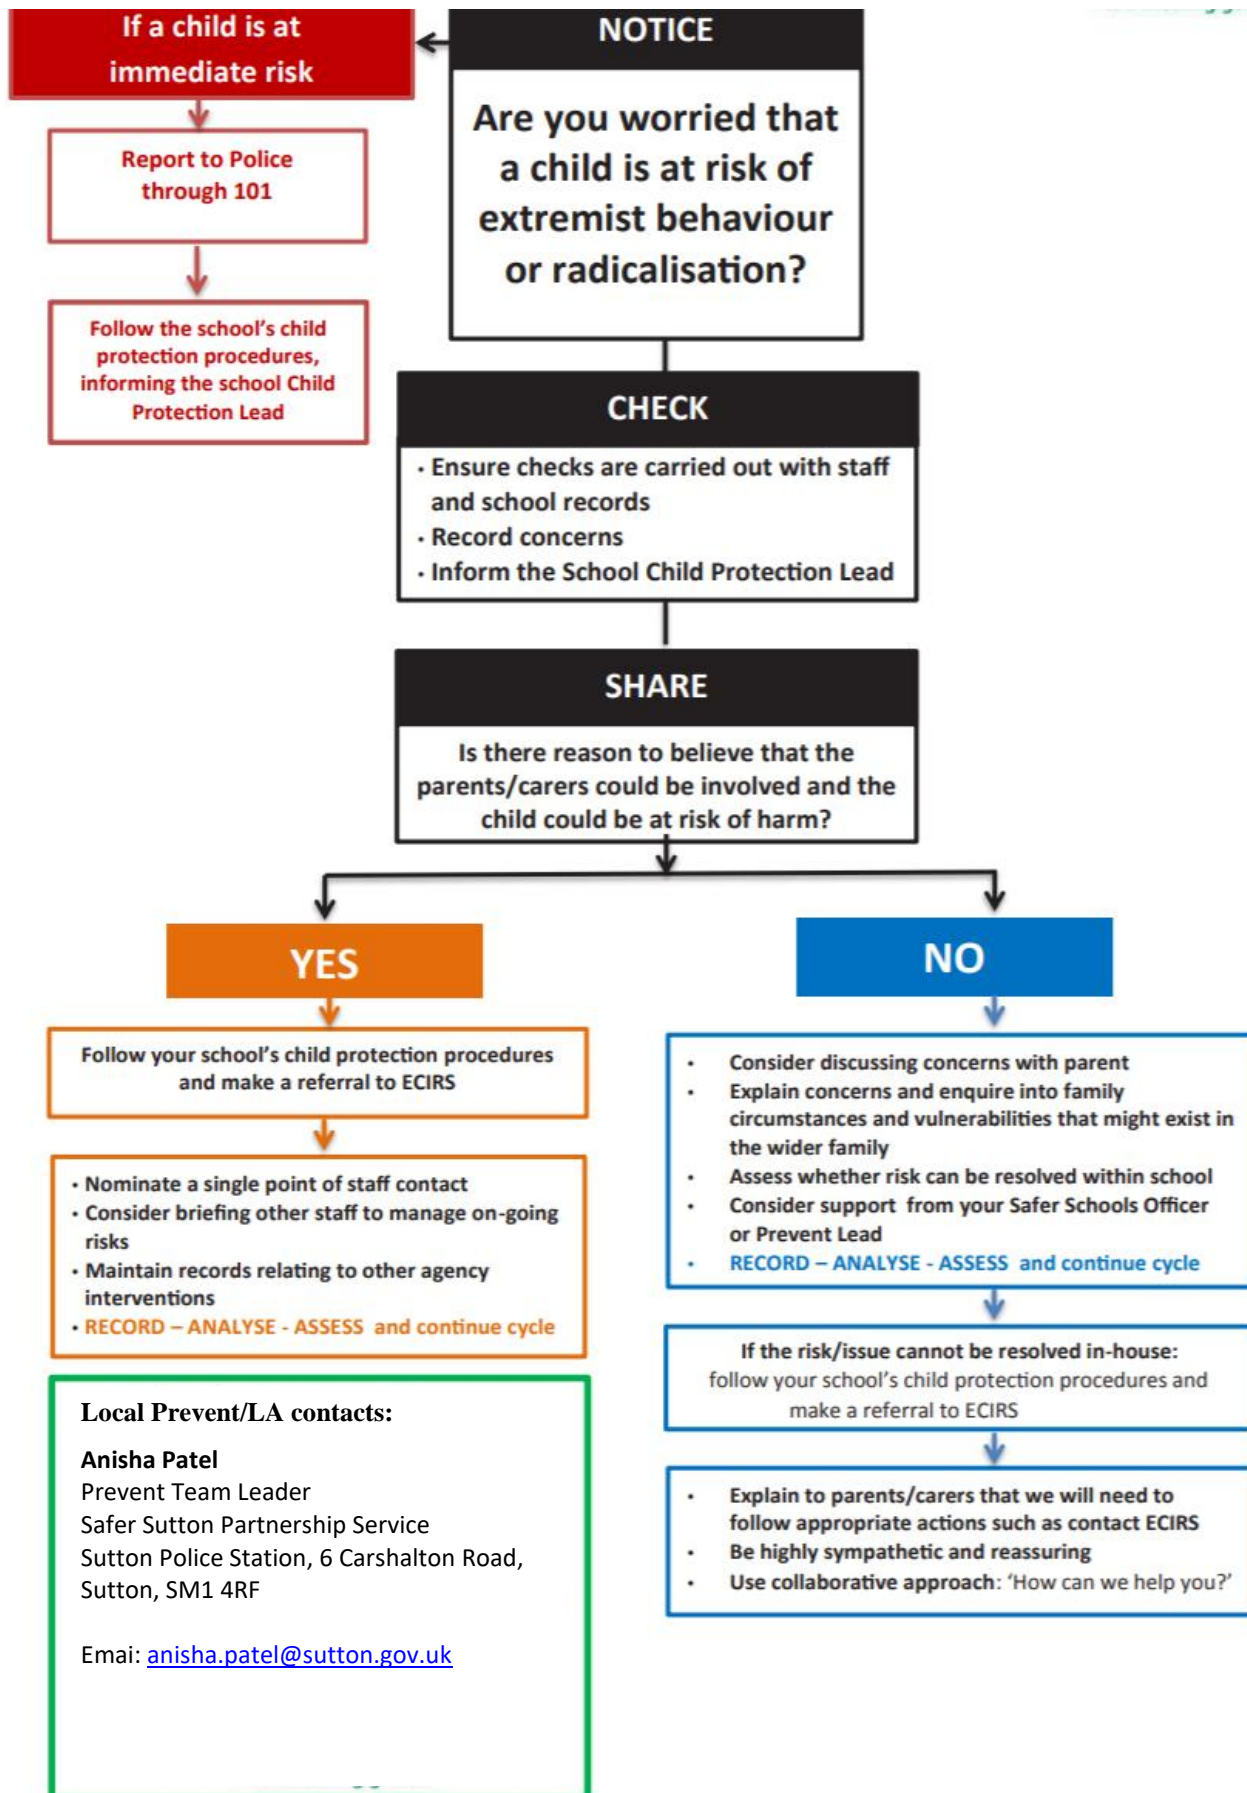 If a child is at
immediate risk
Report to Police
through 101
Follow the school's child
protection procedures,
informing the school Child
Protection Lead
NOTICE
Are you worried that
a child is at risk of
extremist behaviour
or radicalisation?
CHECK
· Ensure checks are carried out with staff
and school records
· Record concerns
· Inform the School Child Protection Lead
SHARE
Is there reason to believe that the
parents/carers could be involved and the
child could be at risk of harm?
YES
Follow your school's child protection procedures
and make a referral to ECIRS
· Nominate a single point of staff contact
· Consider briefing other staff to manage on-going
risks
· Maintain records relating to other agency
interventions
· RECORD – ANALYSE - ASSESS and continue cycle
NO
· Consider discussing concerns with parent
· Explain concerns and enquire into family
circumstances and vulnerabilities that might exist in
the wider family
· Assess whether risk can be resolved within school
· Consider support from your Safer Schools Officer
or Prevent Lead
· RECORD – ANALYSE - ASSESS and continue cycle
If the risk/issue cannot be resolved in-house:
follow your school's child protection procedures and
make a referral to ECIRS
· Explain to parents/carers that we will need to
follow appropriate actions such as contact ECIRS
· Be highly sympathetic and reassuring
· Use collaborative approach: ‘How can we help you?’
Local Prevent/LA contacts:
Anisha Patel
Prevent Team Leader
Safer Sutton Partnership Service
Sutton Police Station, 6 Carshalton Road,
Sutton, SM1 4RF
Emai: anisha.patel@sutton.gov.uk